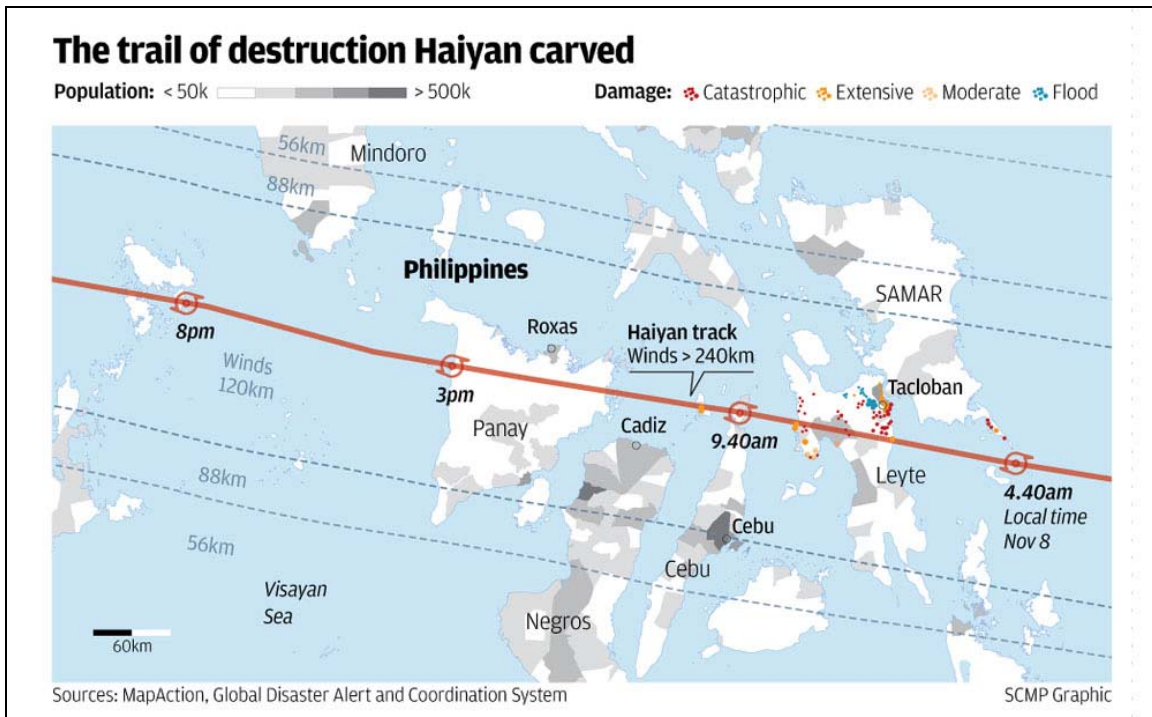 The trail of destruction Haiyan carved
Population: < 50k > 500k
Damage: Catastrophic Extensive Moderate Flood
56km
88km
Mindoro
Philippines
SAMAR
8pm
Roxas
Haiyan track
Winds > 240km
Winds
120km
3pm
Tacloban
Panay
Cadiz
9.40am
Leyte
4.40am
Local time
Nov 8
88km
56km
Cebu
Cebu
Visayan
Sea
Negros
60km
Sources: MapAction, Global Disaster Alert and Coordination System
SCMP Graphic